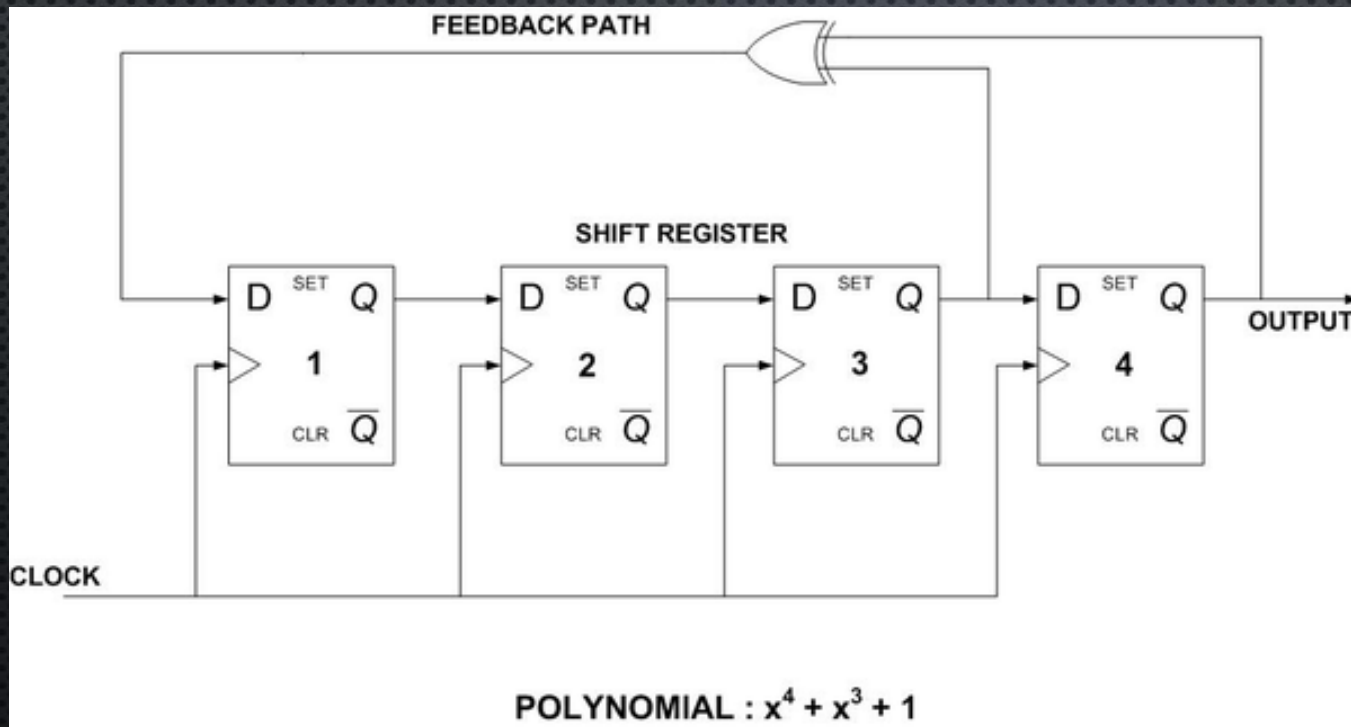 FEEDBACK PATH
SHIFT REGISTER
D SET Q D SET Q D SET Q D SET Q
OUTPUT
1 2 3 4
CLR Q̅ CLR Q̅ CLR Q̅ CLR Q̅
CLOCK
POLYNOMIAL : x⁴ + x³ + 1